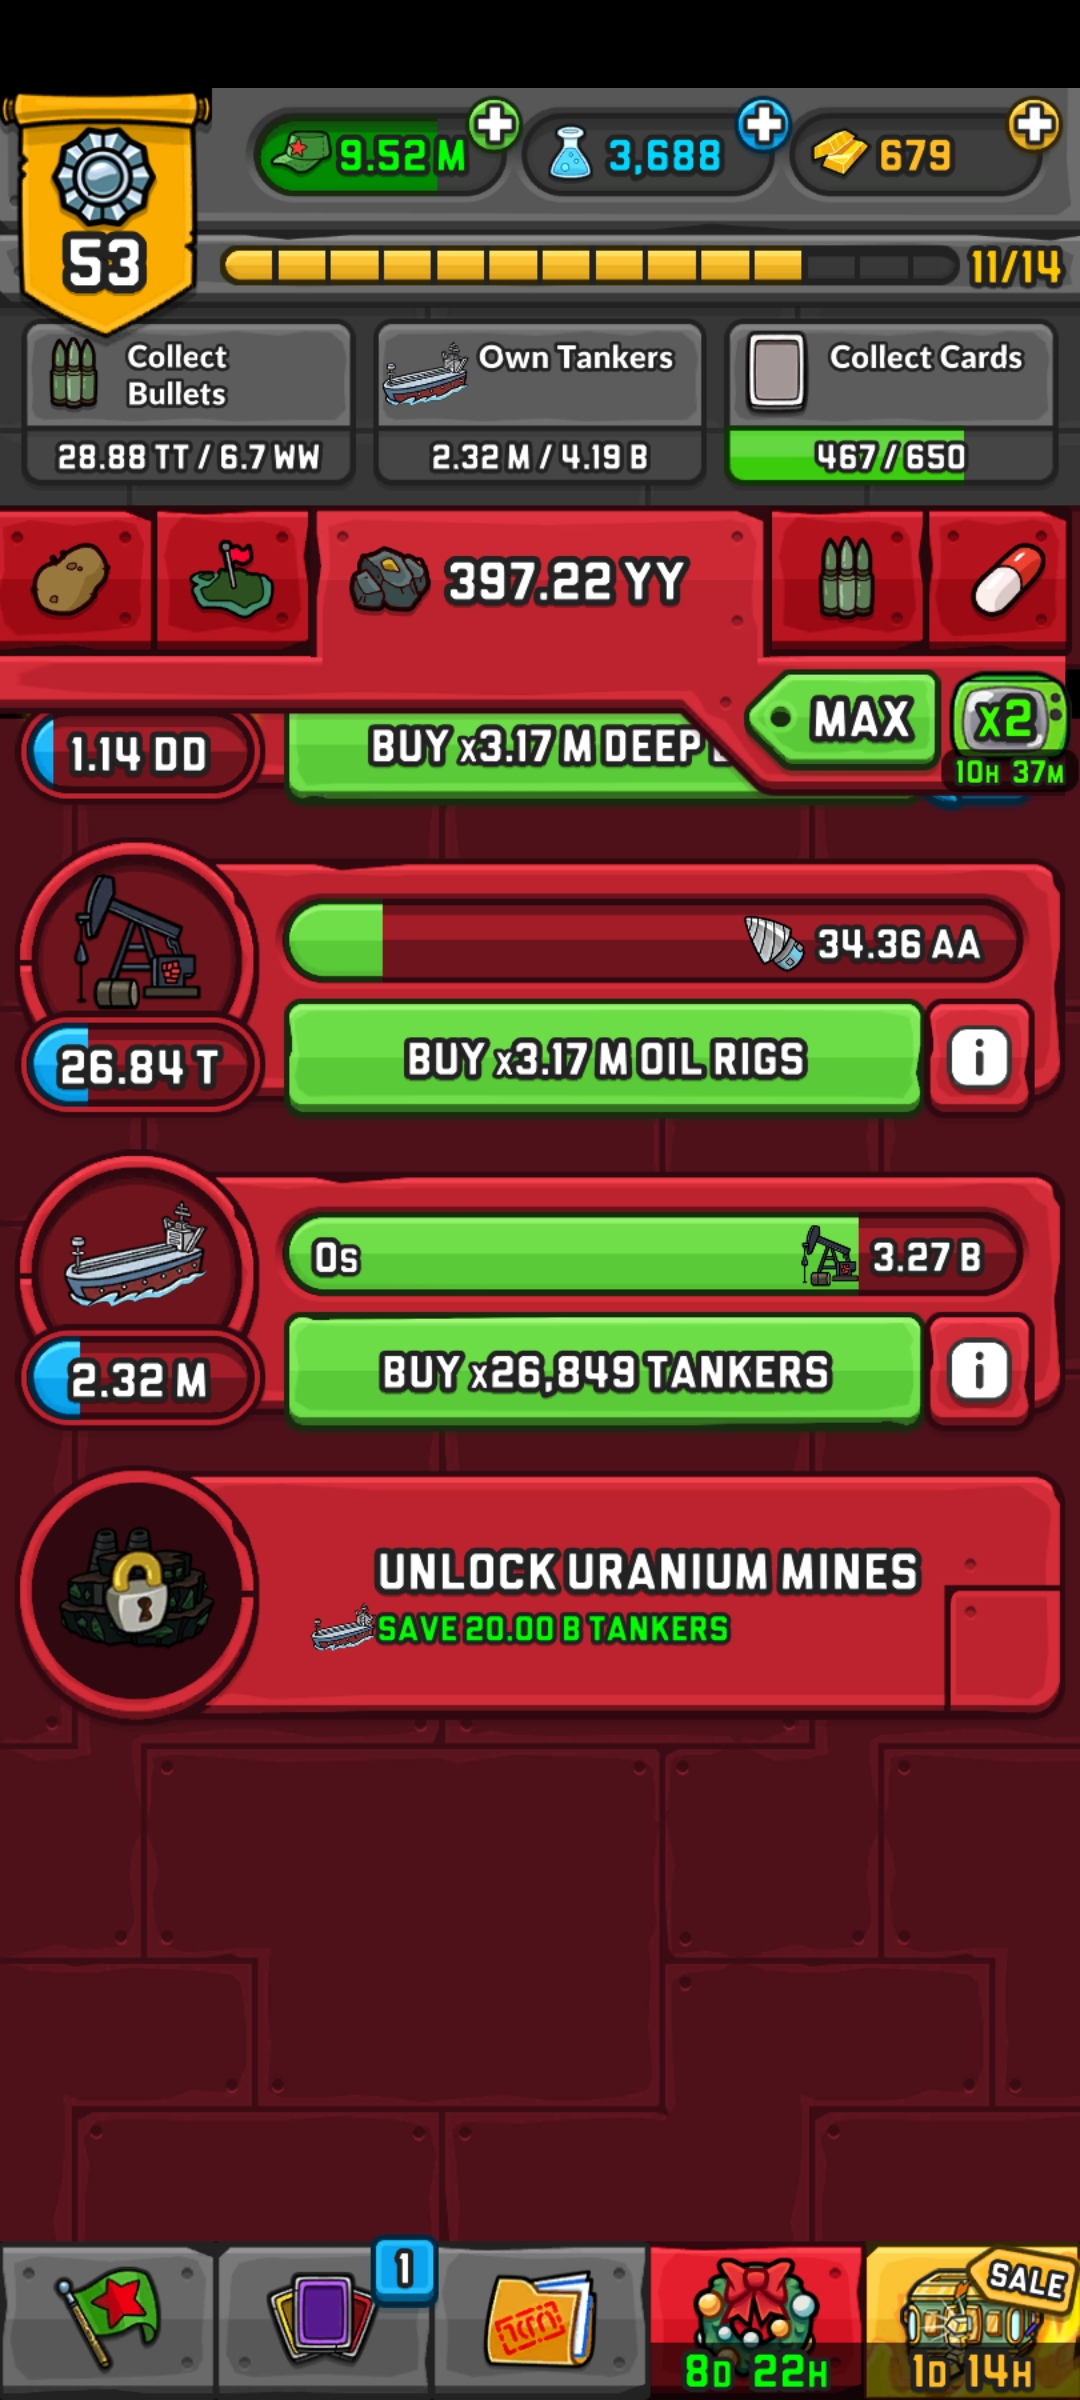 9.52 M
3,688
679
53
11/14
Collect
Bullets
Own Tankers
Collect Cards
28.88 TT / 6.7 WW
2.32 M / 4.19 B
467 / 650
397.22 YY
MAX
x2
10H 37M
1.14 DD
BUY x3.17 M DEEP
34.36 AA
26.84 T
BUY x3.17 M OIL RIGS
i
0s
3.27 B
2.32 M
BUY x26,849 TANKERS
i
UNLOCK URANIUM MINES
SAVE 20.00 B TANKERS
1
SALE
8D 22H
1D 14H